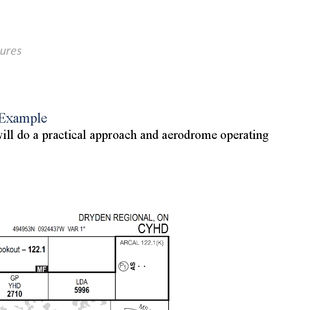 ures
Example
will do a practical approach and aerodrome operating
DRYDEN REGIONAL, ON
494953N 0924437W VAR 1° CYHD
ookout – 122.1 ARCAL 122.1(K)
MF
AS
GP
YHD
2710
LDA
5996